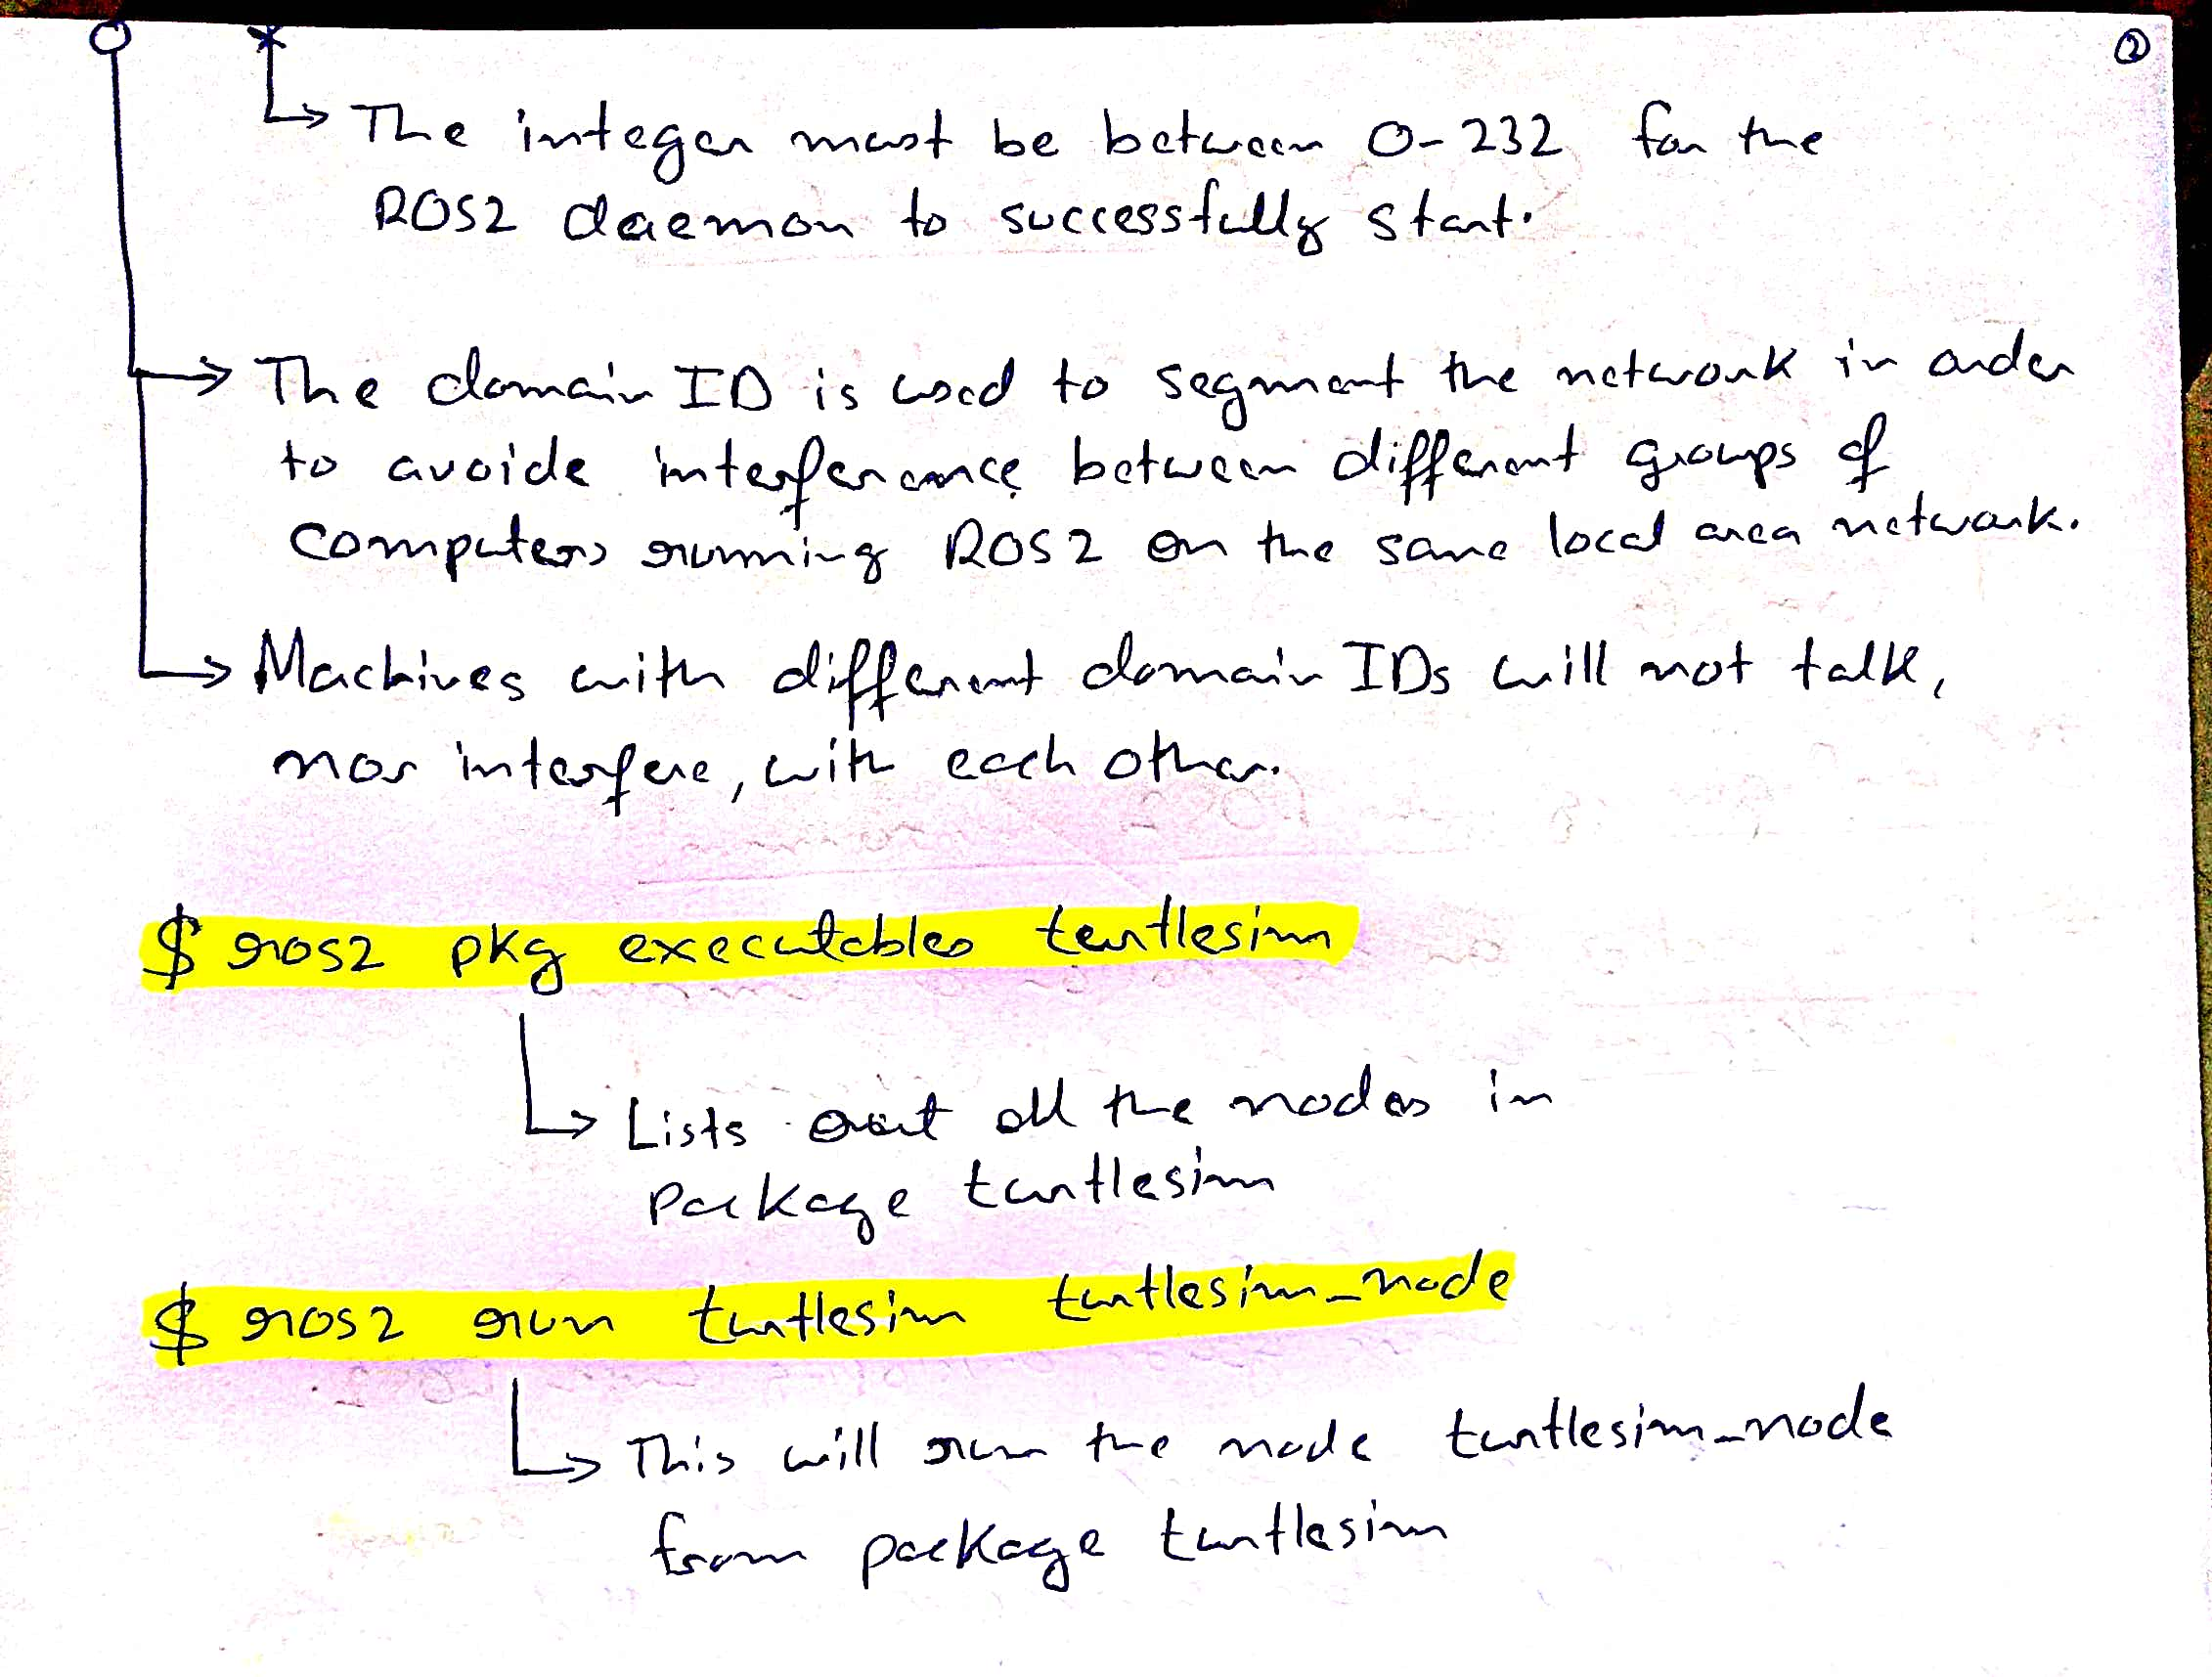 ②
The integer must be between 0-232 for the
ROS2 daemon to successfully start.
The domain ID is used to segment the network in order
to avoide interference between different groups of
computers running ROS2 on the same local area network.
Machines with different domain IDs will not talk,
nor interfere, with each other.
$ ros2 pkg executables turtlesim
Lists out all the nodes in
package turtlesim
$ ros2 run turtlesim turtlesim_node
This will run the node turtlesim_node
from package turtlesim